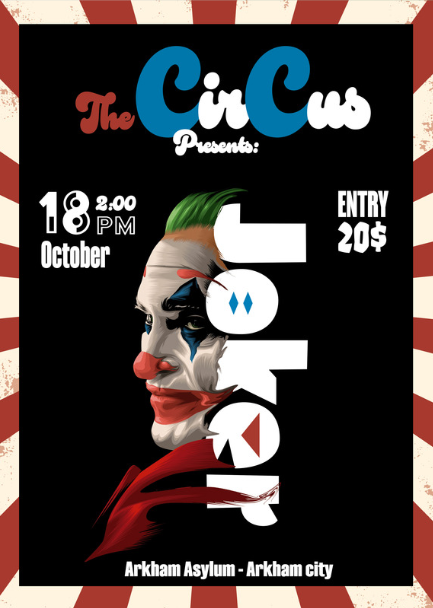 The CirCus
Presents:
18 2:00 PM
October
ENTRY
20$
Joker
Arkham Asylum - Arkham city